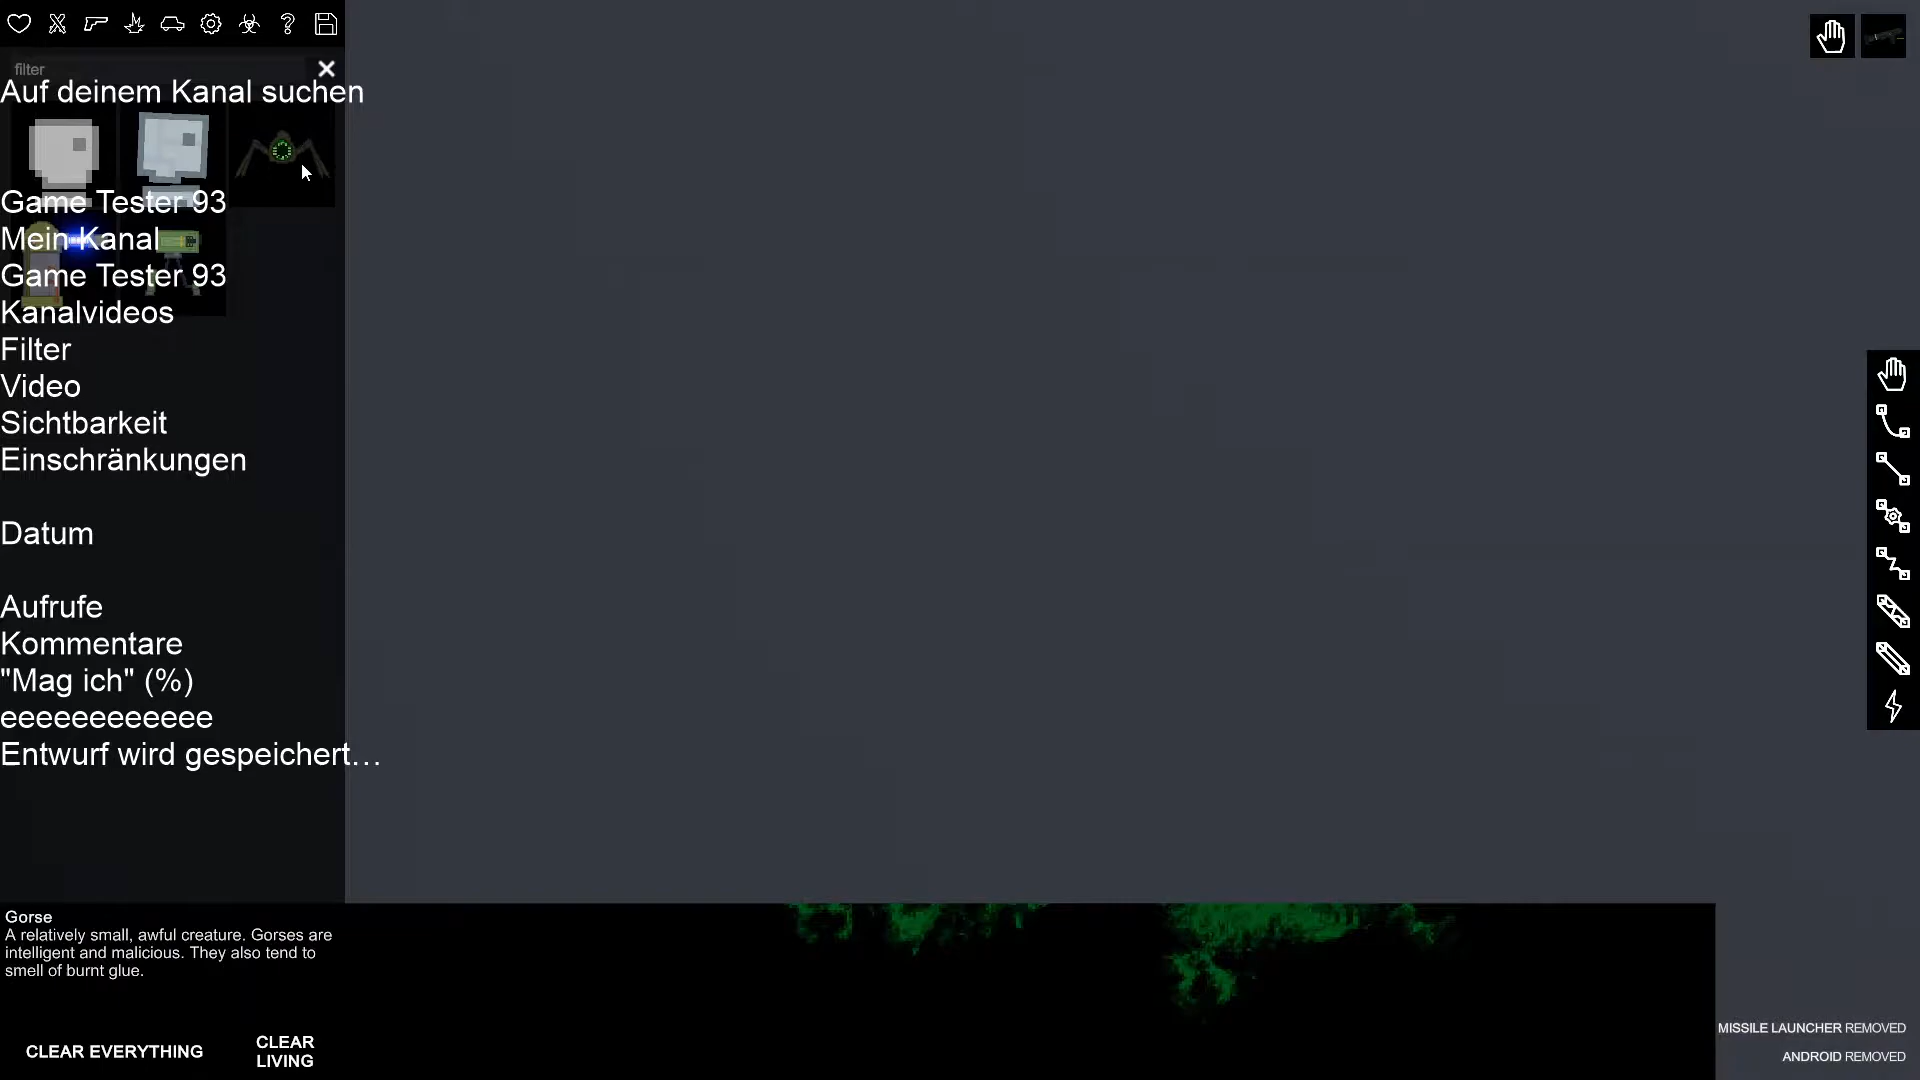 filter
Auf deinem Kanal suchen
Game Tester 93
Mein Kanal
Game Tester 93
Kanalvideos
Filter
Video
Sichtbarkeit
Einschränkungen
Datum
Aufrufe
Kommentare
"Mag ich" (%)
eeeeeeeeeeee
Entwurf wird gespeichert…
Gorse
A relatively small, awful creature. Gorses are
intelligent and malicious. They also tend to
smell of burnt glue.
CLEAR EVERYTHING
CLEAR
LIVING
MISSILE LAUNCHER REMOVED
ANDROID REMOVED